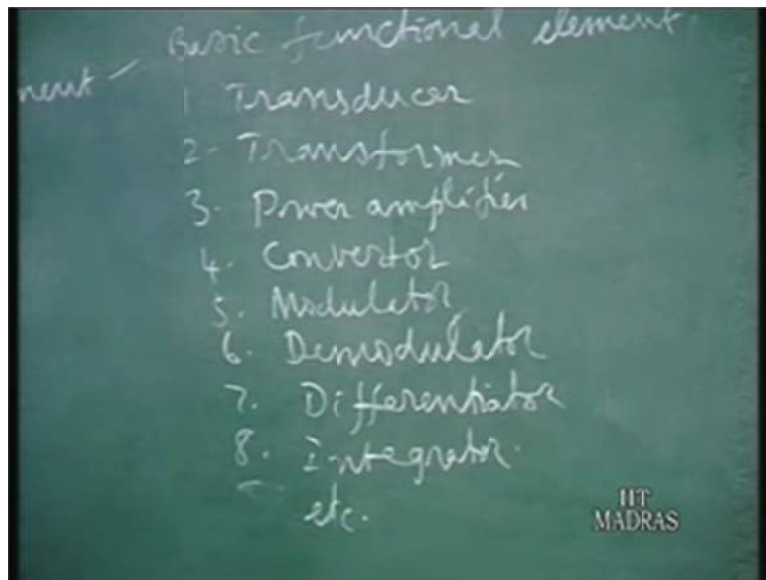 Basic functional element
1. Transducer
2- Transformer
3. Power amplifier
4. Convertor
5. Modulator
6. Demodulator
7. Differentiator
8. Integrator.
etc.
IIT
MADRAS